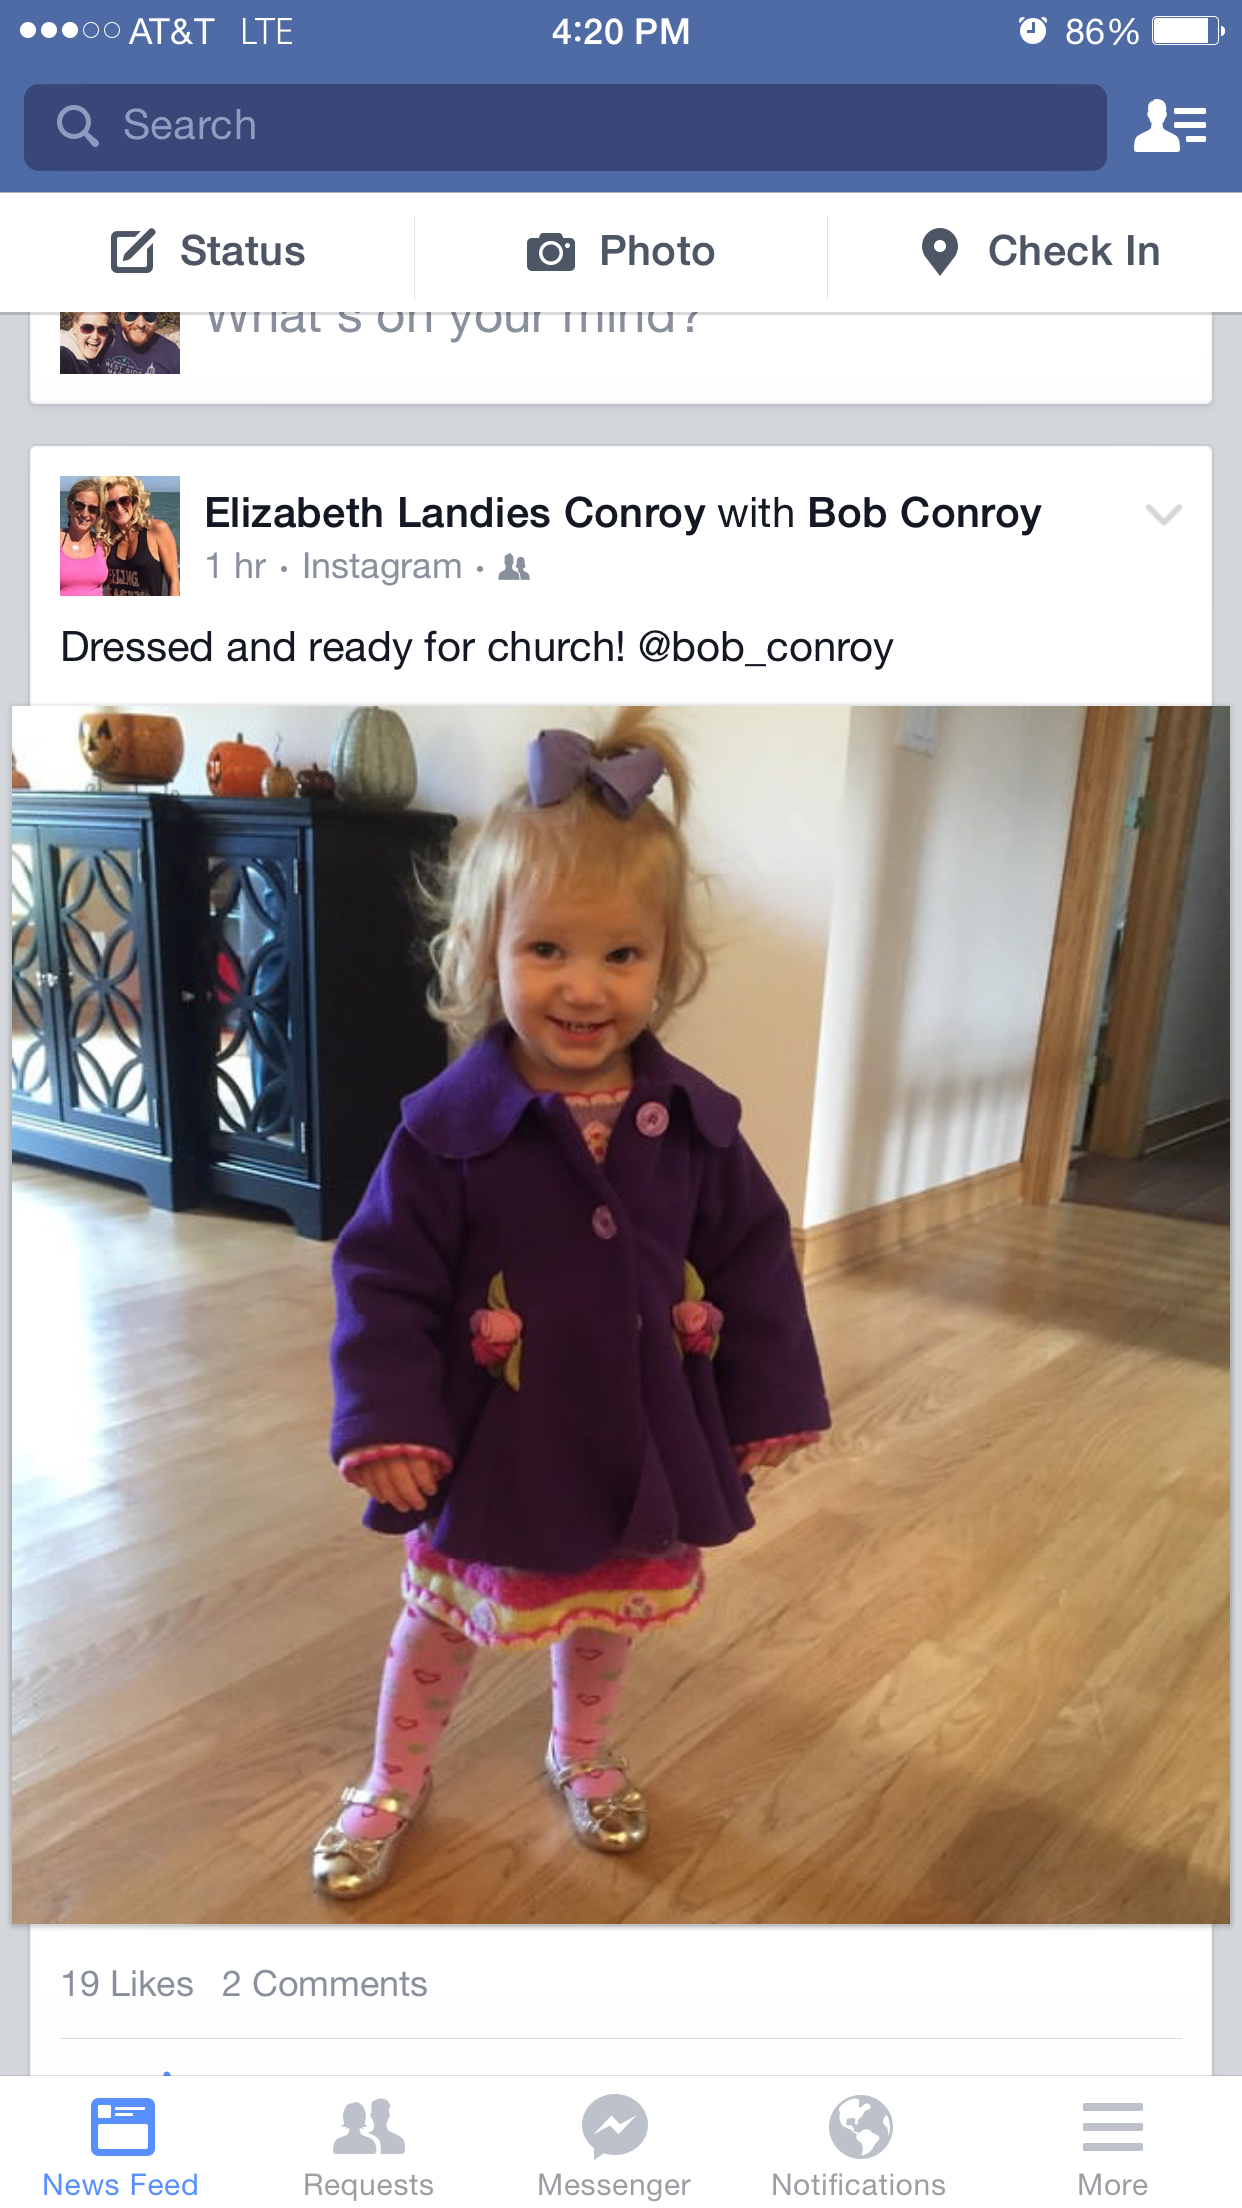 AT&T LTE 4:20 PM 86%
Search
Status Photo Check In
What's on your mind?
Elizabeth Landies Conroy with Bob Conroy
1 hr • Instagram •
Dressed and ready for church! @bob_conroy
19 Likes 2 Comments
News Feed Requests Messenger Notifications More